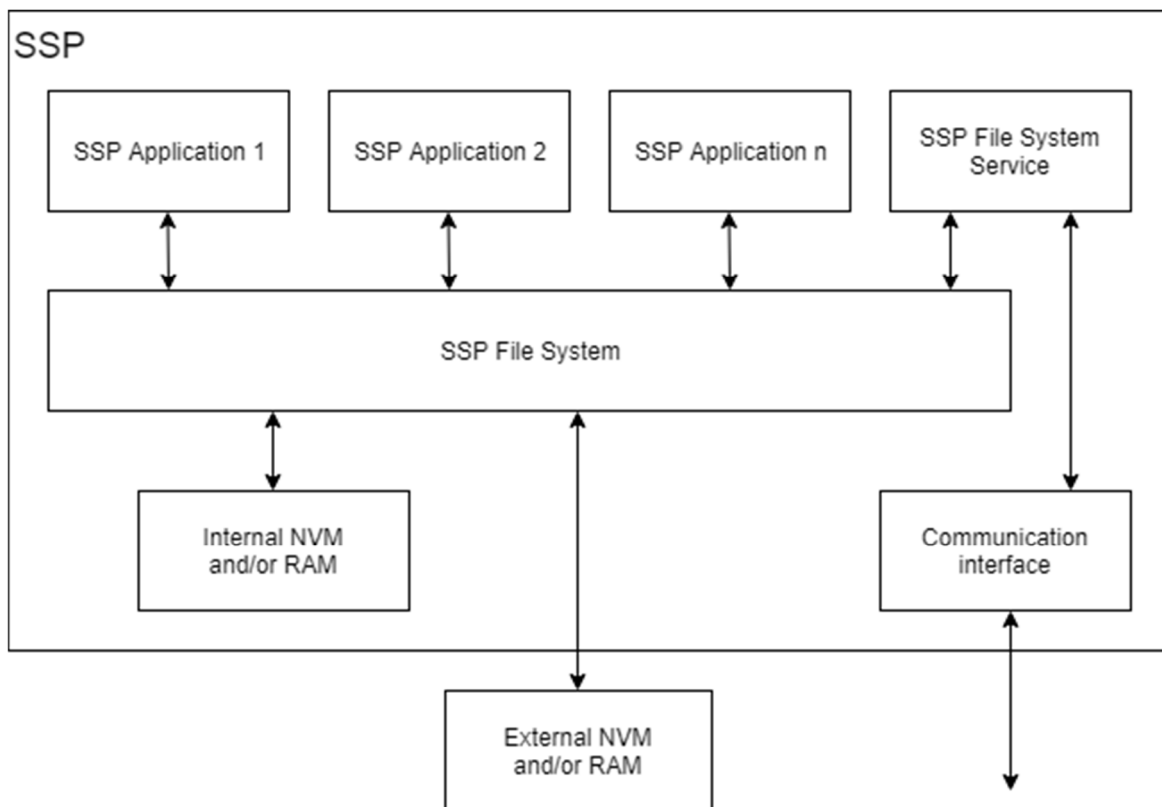 SSP
SSP Application 1
SSP Application 2
SSP Application n
SSP File System
Service
SSP File System
Internal NVM
and/or RAM
Communication
interface
External NVM
and/or RAM